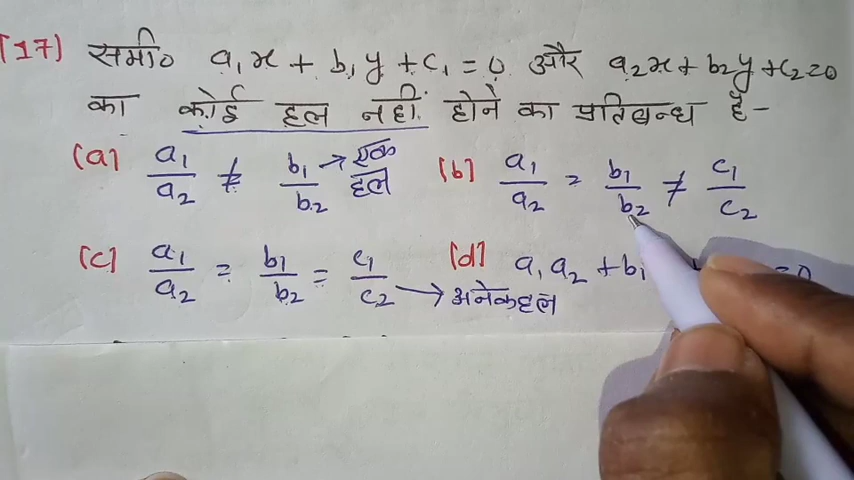 (17) समी० a₁x + b₁y + c₁ = 0 और a₂x + b₂y + c₂ = 0
का कोई हल नहीं होने का प्रतिबन्ध है -
(a) a₁/a₂ ≠ b₁/b₂ → एक हल (b) a₁/a₂ = b₁/b₂ ≠ c₁/c₂
(c) a₁/a₂ = b₁/b₂ = c₁/c₂ → अनेक हल (d) a₁a₂ + b₁ =0